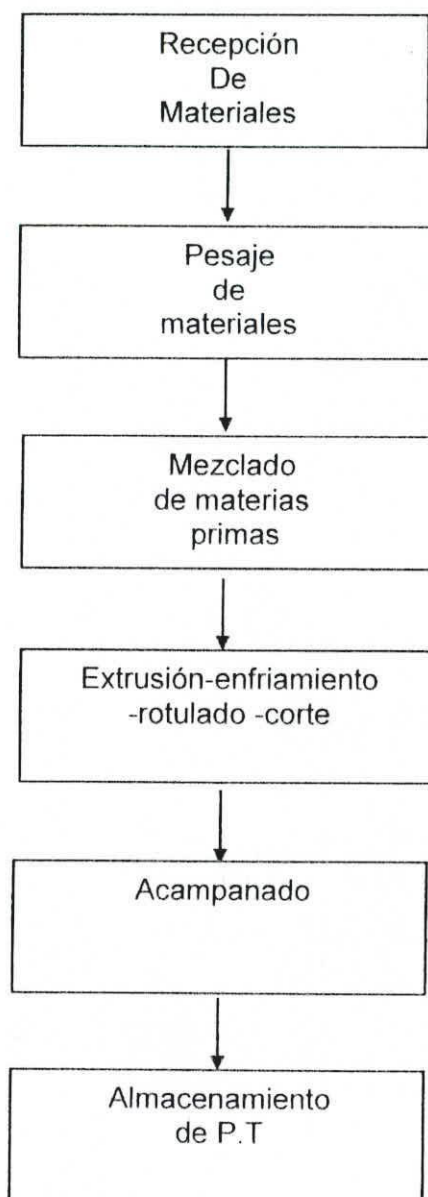 Recepción
De
Materiales
Pesaje
de
materiales
Mezclado
de materias
primas
Extrusión-enfriamiento
-rotulado -corte
Acampanado
Almacenamiento
de P.T